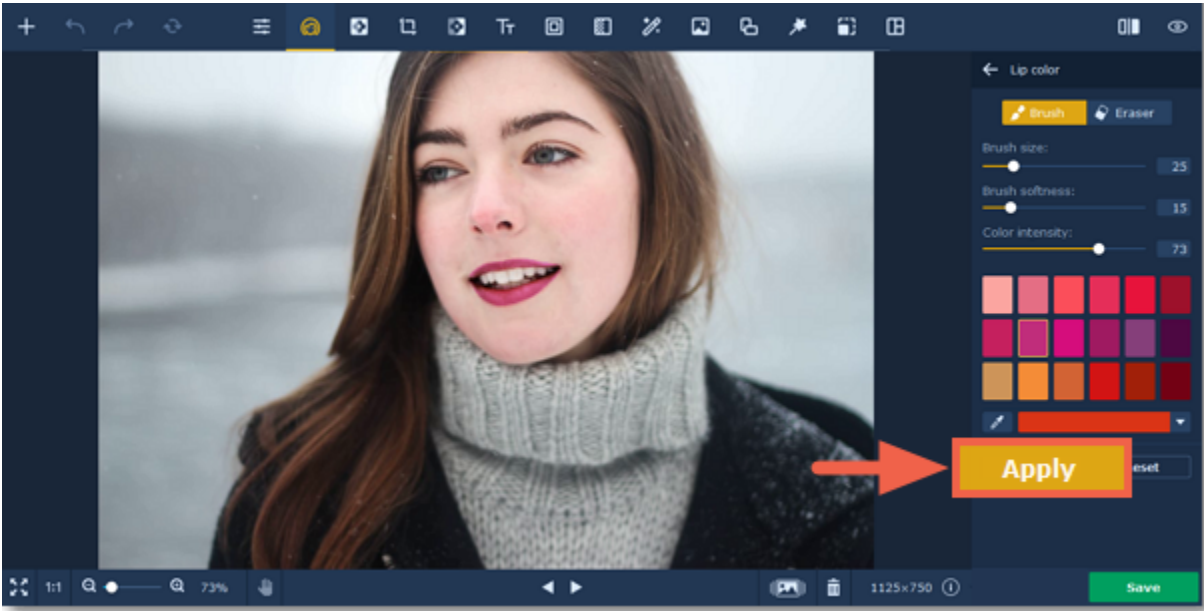 Tт
Lip color
Brush Eraser
Brush size:
25
Brush softness:
15
Color intensity:
73
Apply eset
1:1 73% 1125×750 Save